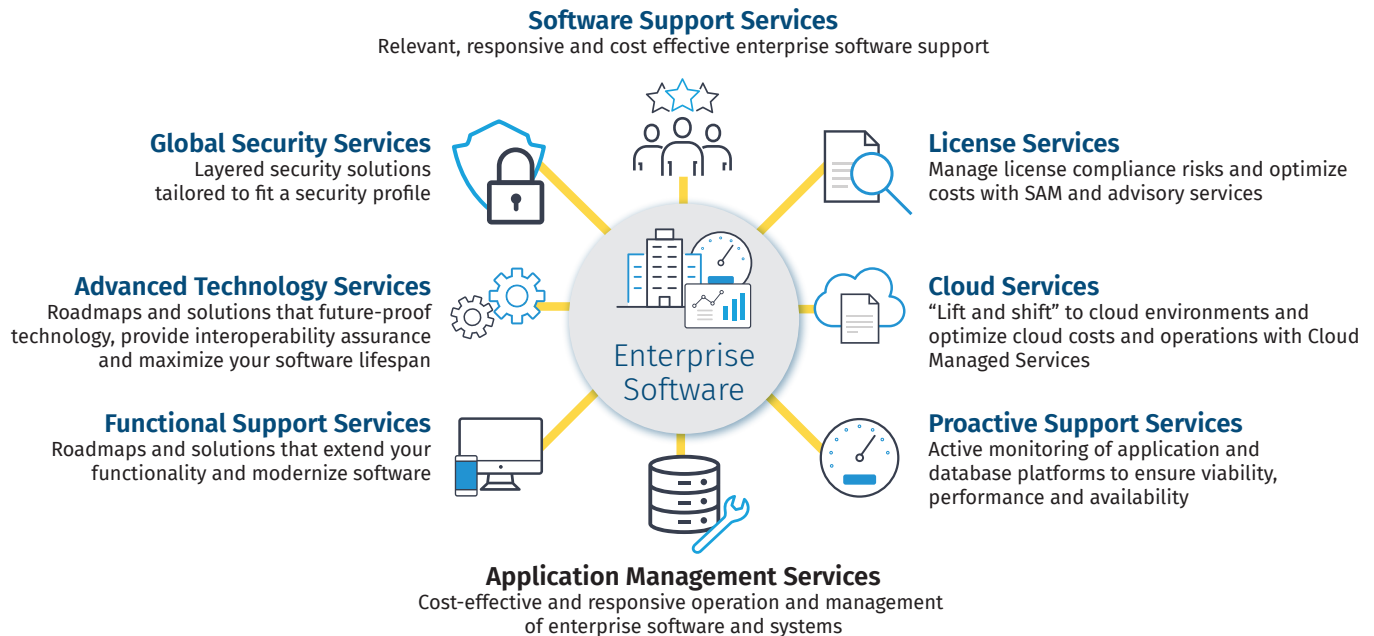 Software Support Services
Relevant, responsive and cost effective enterprise software support
Global Security Services
Layered security solutions
tailored to fit a security profile
License Services
Manage license compliance risks and optimize
costs with SAM and advisory services
Advanced Technology Services
Roadmaps and solutions that future-proof
technology, provide interoperability assurance
and maximize your software lifespan
Enterprise
Software
Cloud Services
“Lift and shift” to cloud environments and
optimize cloud costs and operations with Cloud
Managed Services
Functional Support Services
Roadmaps and solutions that extend your
functionality and modernize software
Proactive Support Services
Active monitoring of application and
database platforms to ensure viability,
performance and availability
Application Management Services
Cost-effective and responsive operation and management
of enterprise software and systems